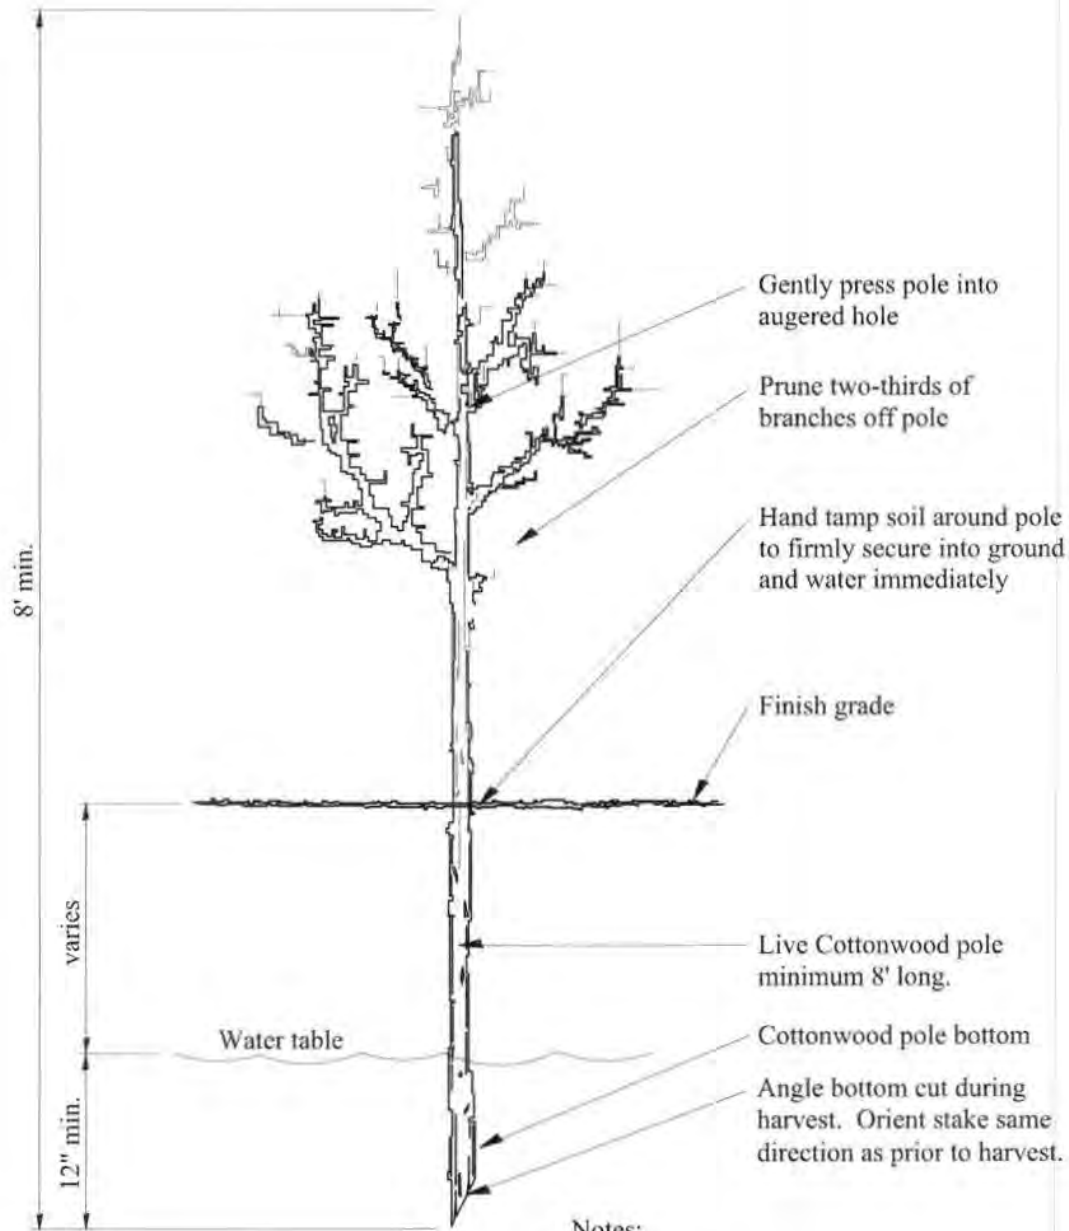 8' min.
Gently press pole into
augered hole
Prune two-thirds of
branches off pole
Hand tamp soil around pole
to firmly secure into ground
and water immediately
Finish grade
varies
Live Cottonwood pole
minimum 8' long.
Water table
Cottonwood pole bottom
12" min.
Angle bottom cut during
harvest. Orient stake same
direction as prior to harvest.
Notes: